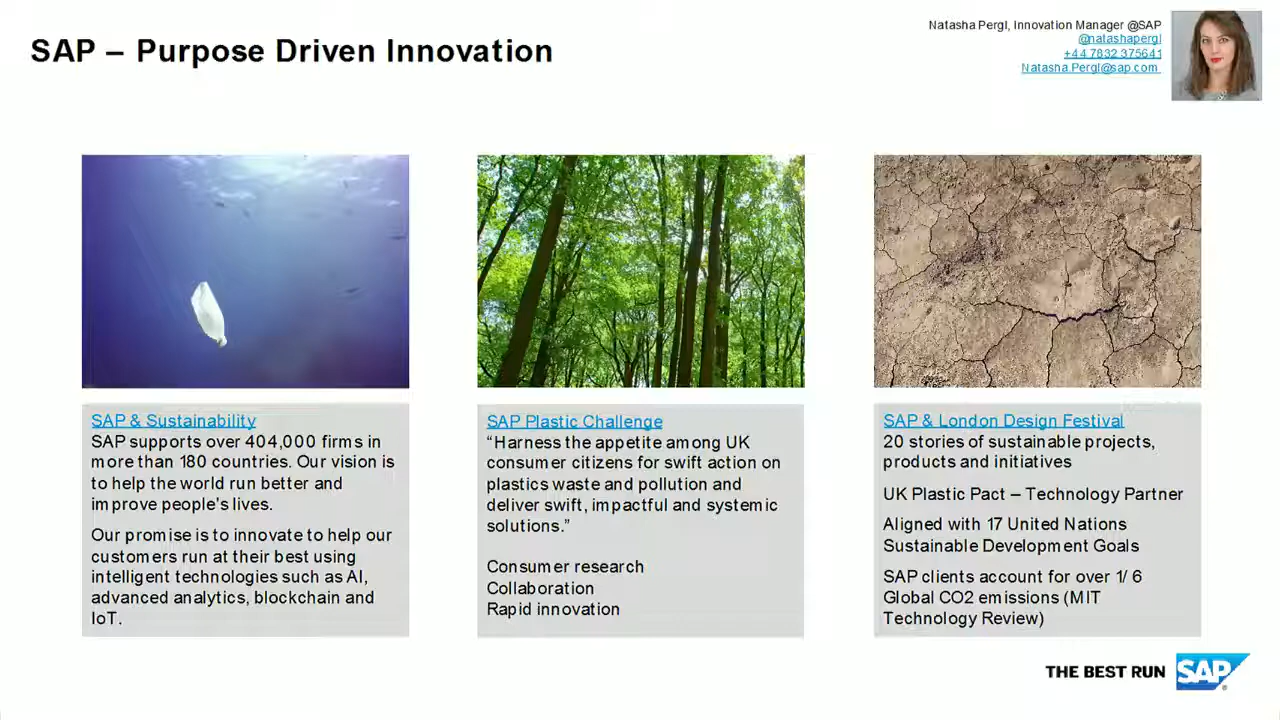 SAP – Purpose Driven Innovation
Natasha Pergl, Innovation Manager @SAP
@natashapergl
+44 7832 375641
Natasha.Pergl@sap.com
SAP & Sustainability
SAP supports over 404,000 firms in
more than 180 countries. Our vision is
to help the world run better and
improve people's lives.
Our promise is to innovate to help our
customers run at their best using
intelligent technologies such as AI,
advanced analytics, blockchain and
IoT.
SAP Plastic Challenge
“Harness the appetite among UK
consumer citizens for swift action on
plastics waste and pollution and
deliver swift, impactful and systemic
solutions.”
Consumer research
Collaboration
Rapid innovation
SAP & London Design Festival
20 stories of sustainable projects,
products and initiatives
UK Plastic Pact – Technology Partner
Aligned with 17 United Nations
Sustainable Development Goals
SAP clients account for over 1/ 6
Global CO2 emissions (MIT
Technology Review)
THE BEST RUN SAP